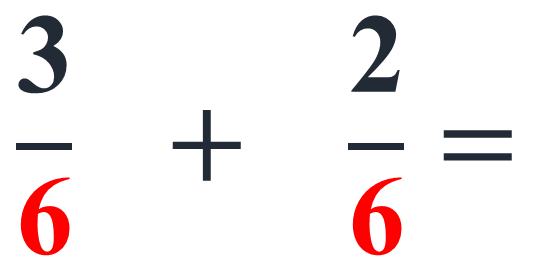 3/6 + 2/6 =